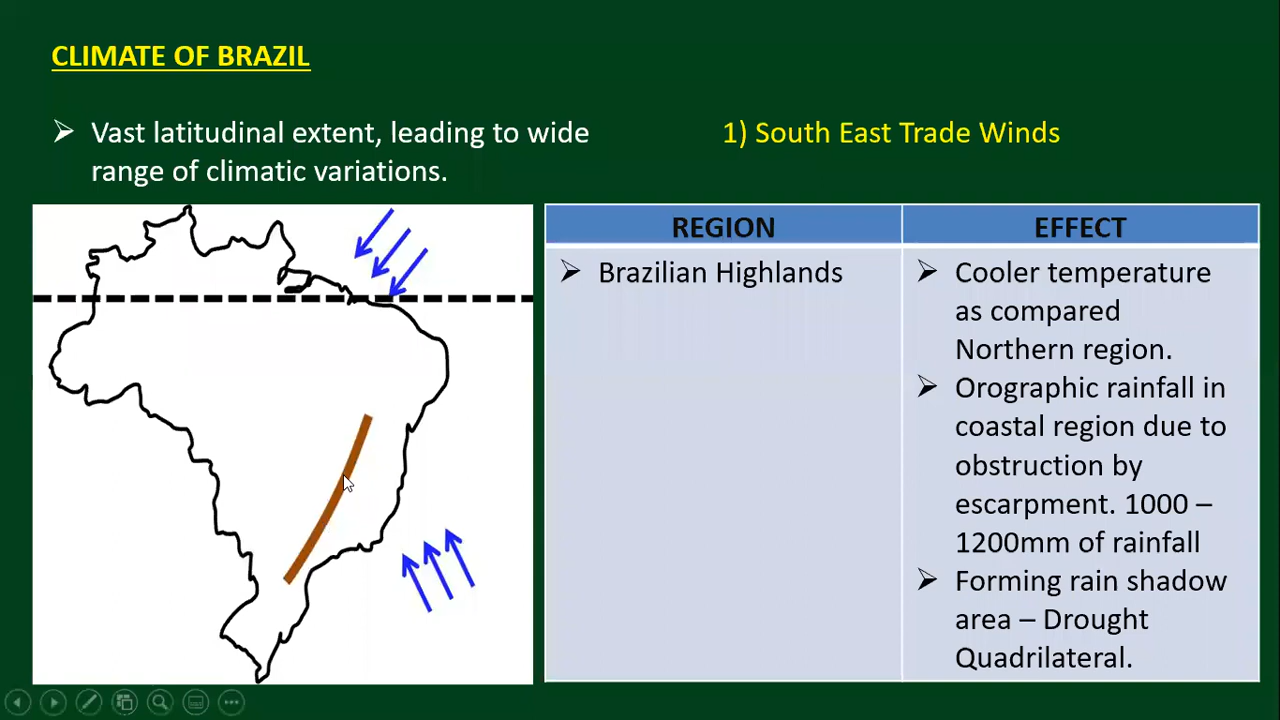 CLIMATE OF BRAZIL
➢ Vast latitudinal extent, leading to wide
range of climatic variations.
1) South East Trade Winds
REGION
EFFECT
➢ Brazilian Highlands
➢ Cooler temperature
as compared
Northern region.
➢ Orographic rainfall in
coastal region due to
obstruction by
escarpment. 1000 –
1200mm of rainfall
➢ Forming rain shadow
area – Drought
Quadrilateral.